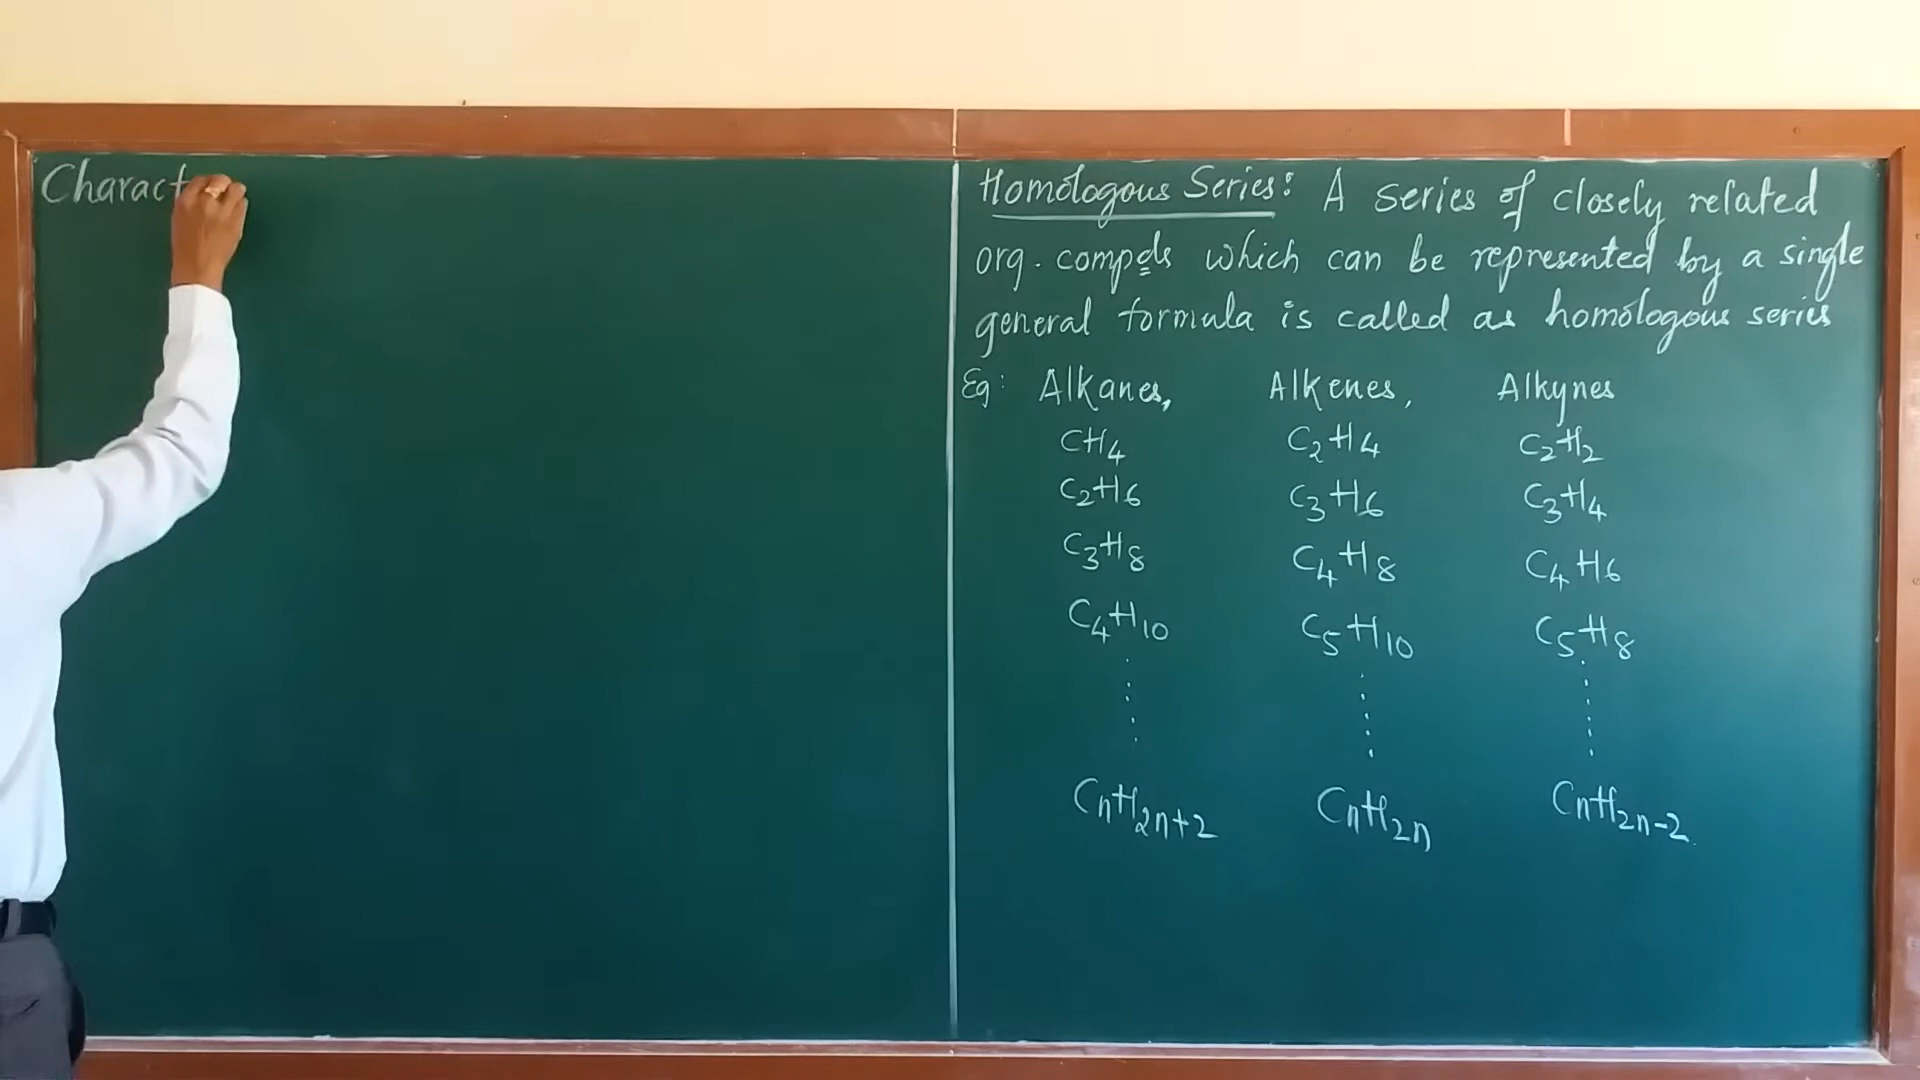 Charact
Homologous Series: A series of closely related
org. compds which can be represented by a single
general formula is called as homologous series
Eg: Alkanes, Alkenes, Alkynes
CH₄ C₂H₄ C₂H₂
C₂H₆ C₃H₆ C₃H₄
C₃H₈ C₄H₈ C₄H₆
C₄H₁₀ C₅H₁₀ C₅H₈
CnH₂n₊₂ CnH₂n CnH₂n₋₂